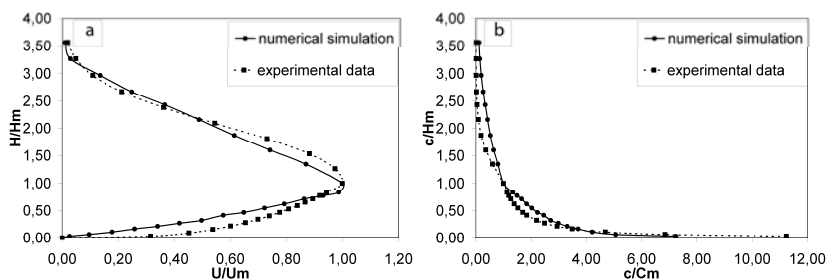 a
4,00
3,50
3,00
2,50
2,00
1,50
1,00
0,50
0,00
H/Hm
numerical simulation
experimental data
0,00 0,20 0,40 0,60 0,80 1,00 1,20
U/Um
b
4,00
3,50
3,00
2,50
2,00
1,50
1,00
0,50
0,00
c/Hm
numerical simulation
experimental data
0,00 2,00 4,00 6,00 8,00 10,00 12,00
c/Cm